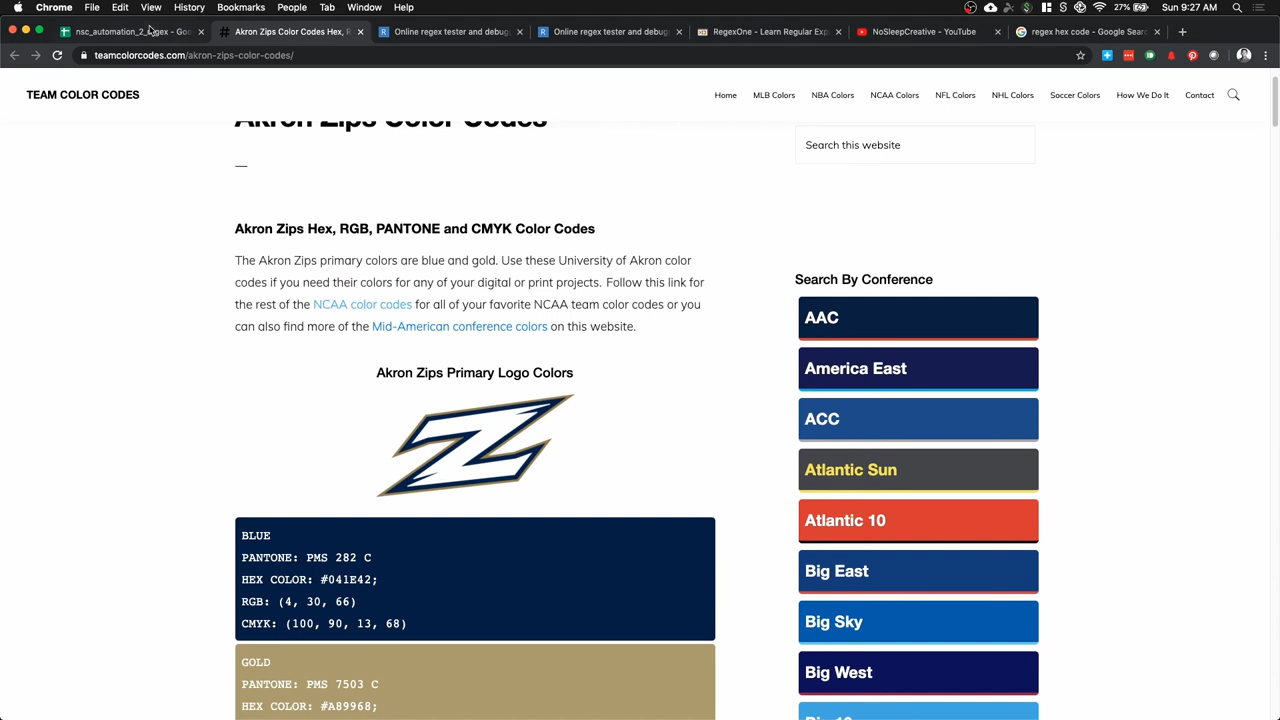 Chrome File Edit View History Bookmarks People Tab Window Help 27% Sun 9:27 AM
Akron Zips Color Codes Hex, R Online regex tester and debug Online regex tester and debug RegexOne - Learn Regular Exp NoSleepCreative - YouTube regex hex code - Google Sear
teamcolorcodes.com/akron-zips-color-codes/
TEAM COLOR CODES
Home MLB Colors NBA Colors NCAA Colors NFL Colors NHL Colors Soccer Colors How We Do It Contact
Akron Zips Color Codes
Search this website
Akron Zips Hex, RGB, PANTONE and CMYK Color Codes
The Akron Zips primary colors are blue and gold. Use these University of Akron color
codes if you need their colors for any of your digital or print projects. Follow this link for
the rest of the NCAA color codes for all of your favorite NCAA team color codes or you
can also find more of the Mid-American conference colors on this website.
Akron Zips Primary Logo Colors
Z
BLUE
PANTONE: PMS 282 C
HEX COLOR: #041E42;
RGB: (4, 30, 66)
CMYK: (100, 90, 13, 68)
GOLD
PANTONE: PMS 7503 C
HEX COLOR: #A89968;
Search By Conference
AAC
America East
ACC
Atlantic Sun
Atlantic 10
Big East
Big Sky
Big West